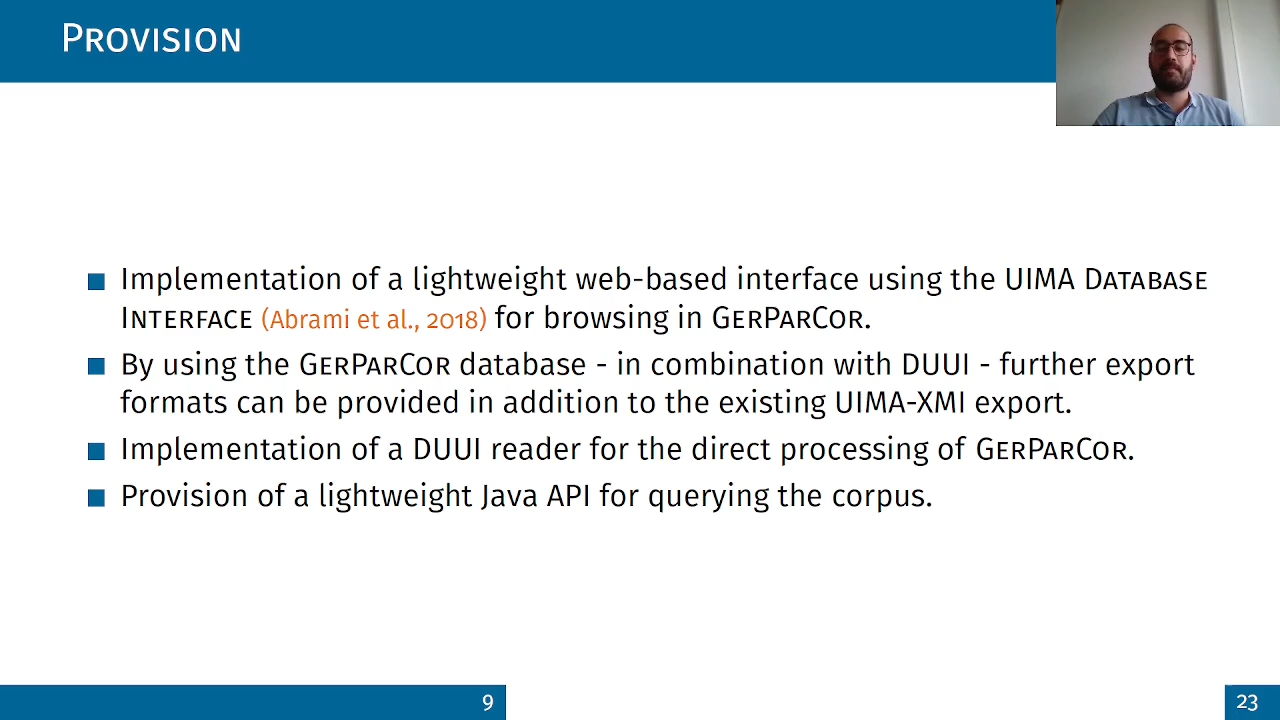 PROVISION
Implementation of a lightweight web-based interface using the UIMA DATABASE
INTERFACE (Abrami et al., 2018) for browsing in GERPARCOR.
By using the GERPARCOR database - in combination with DUUI - further export
formats can be provided in addition to the existing UIMA-XMI export.
Implementation of a DUUI reader for the direct processing of GERPARCOR.
Provision of a lightweight Java API for querying the corpus.
9
23